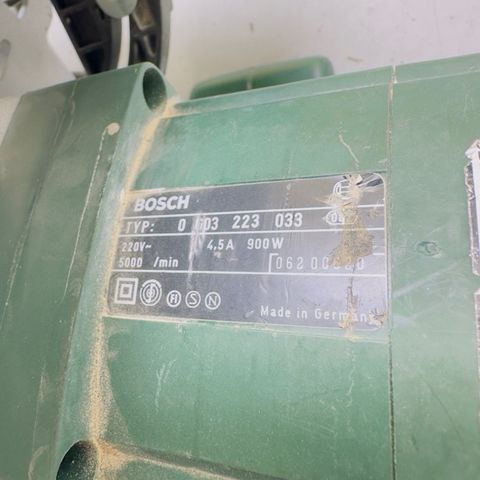 BOSCH
TYP: 0 603 223 033
220V~ 4,5A 900W
5000 /min
S N
Made in Germany